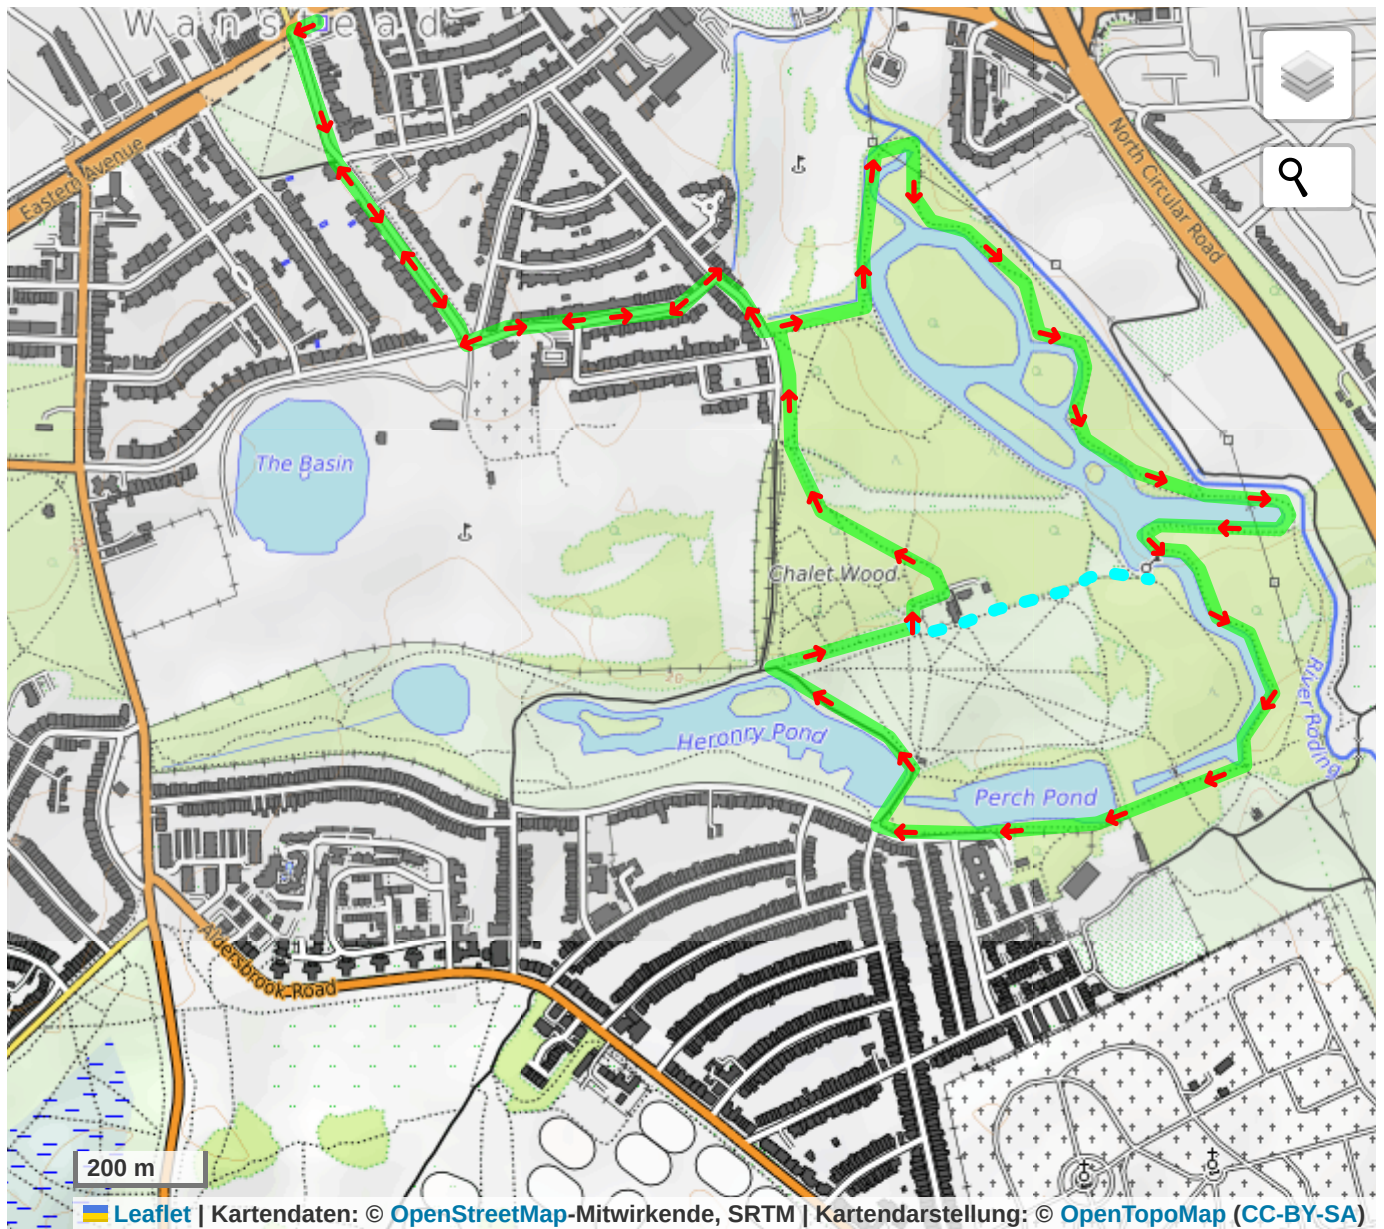 Wanstead
Eastern Avenue
North Circular Road
The Basin
Chalet Wood
20
River Roding
Heronry Pond
Perch Pond
Aldersbrook Road
200 m
Leaflet | Kartendaten: © OpenStreetMap-Mitwirkende, SRTM | Kartendarstellung: © OpenTopoMap (CC-BY-SA)